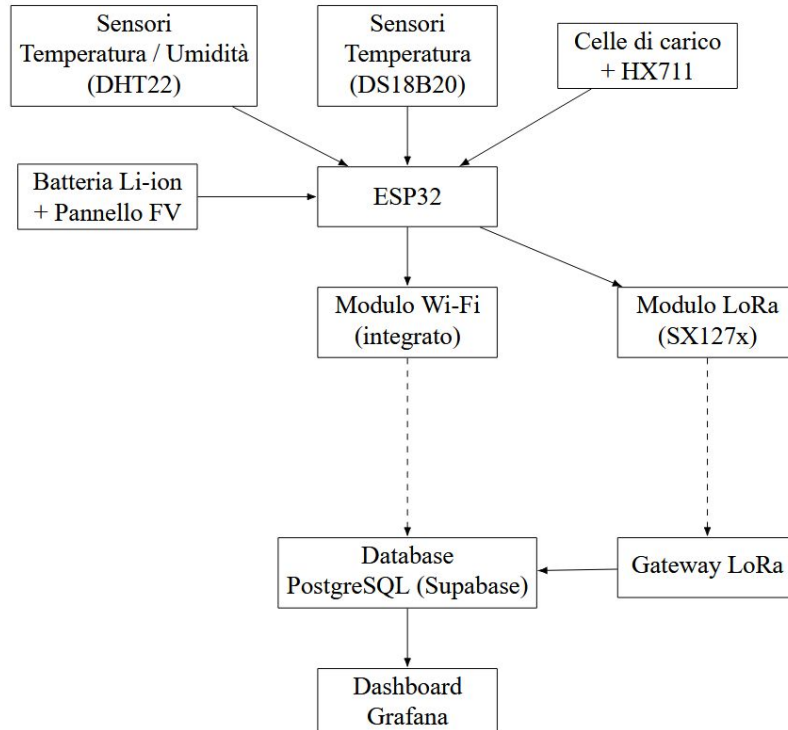 Sensori
Temperatura / Umidità
(DHT22)
Sensori
Temperatura
(DS18B20)
Celle di carico
+ HX711
Batteria Li-ion
+ Pannello FV
ESP32
Modulo Wi-Fi
(integrato)
Modulo LoRa
(SX127x)
Database
PostgreSQL (Supabase)
Gateway LoRa
Dashboard
Grafana